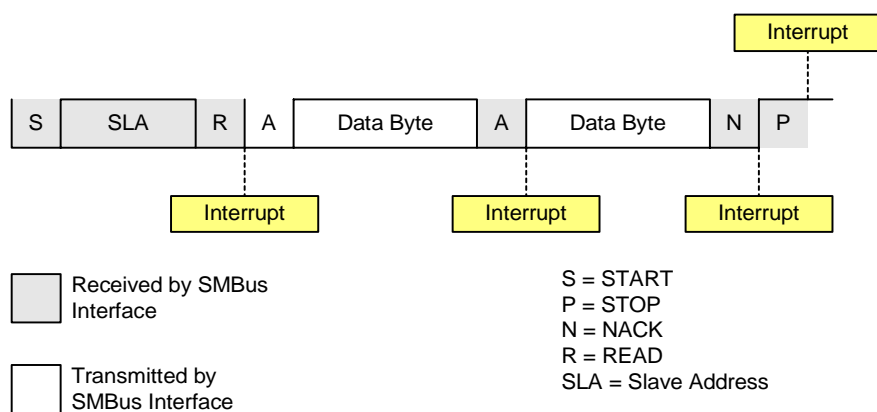 Interrupt
S SLA R A Data Byte A Data Byte N P
Interrupt Interrupt Interrupt
Received by SMBus
Interface
Transmitted by
SMBus Interface
S = START
P = STOP
N = NACK
R = READ
SLA = Slave Address